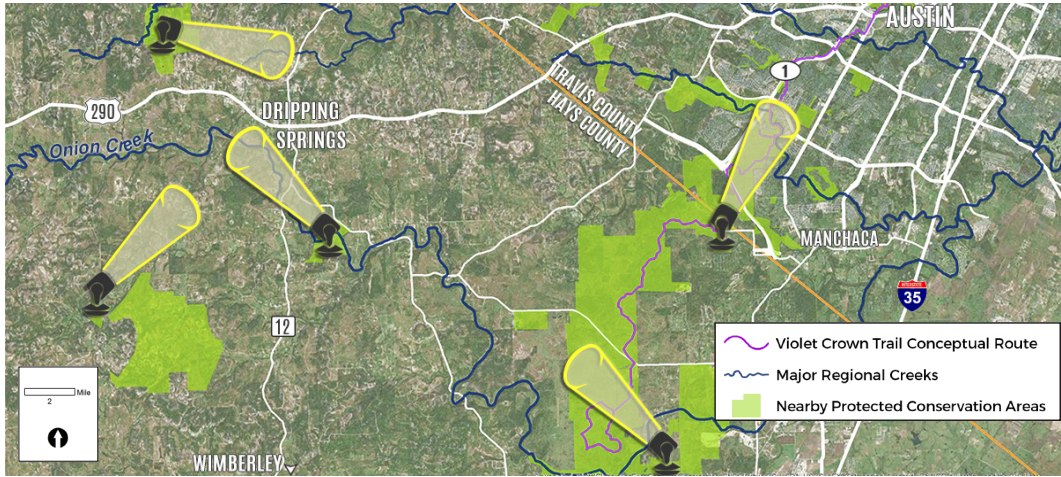 AUSTIN
1
290
DRIPPING
SPRINGS
TRAVIS COUNTY
HAYS COUNTY
Onion Creek
MANCHACA
INTERSTATE
35
12
Violet Crown Trail Conceptual Route
Major Regional Creeks
Nearby Protected Conservation Areas
Mile
2
WIMBERLEY